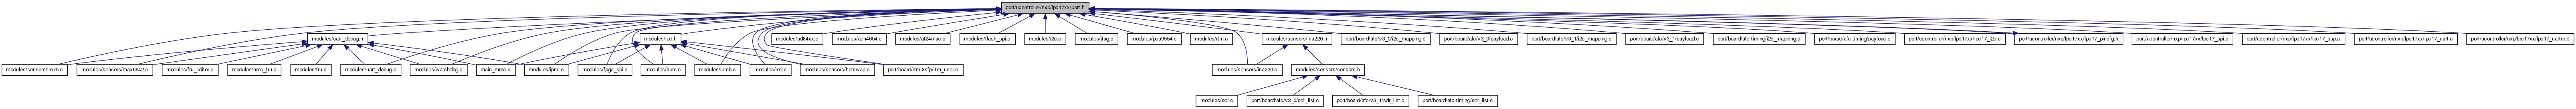 port/ucontroller/nxp/lpc17xx/port.h
modules/uart_debug.h
modules/led.h
modules/ad84xx.c
modules/adn4604.c
modules/at24mac.c
modules/flash_spi.c
modules/i2c.c
modules/jtag.c
modules/pca9554.c
modules/rtm.c
modules/sensors/ina220.h
port/board/afc/v3_0/i2c_mapping.c
port/board/afc/v3_0/payload.c
port/board/afc/v3_1/i2c_mapping.c
port/board/afc/v3_1/payload.c
port/board/afc-timing/i2c_mapping.c
port/board/afc-timing/payload.c
port/ucontroller/nxp/lpc17xx/lpc17_i2c.c
port/ucontroller/nxp/lpc17xx/lpc17_pincfg.h
port/ucontroller/nxp/lpc17xx/lpc17_spi.c
port/ucontroller/nxp/lpc17xx/lpc17_ssp.c
port/ucontroller/nxp/lpc17xx/lpc17_uart.c
port/ucontroller/nxp/lpc17xx/uartrb.c
modules/sensors/lm75.c
modules/sensors/max6642.c
modules/fru_editor.c
modules/amc_fru.c
modules/fru.c
modules/uart_debug.c
modules/watchdog.c
main_mmc.c
modules/ipmi.c
modules/fpga_spi.c
modules/hpm.c
modules/ipmb.c
modules/led.c
modules/sensors/hotswap.c
port/board/rtm-8sfp/rtm_user.c
modules/sensors/ina220.c
modules/sensors/sensors.h
modules/sdr.c
port/board/afc/v3_0/sdr_list.c
port/board/afc/v3_1/sdr_list.c
port/board/afc-timing/sdr_list.c